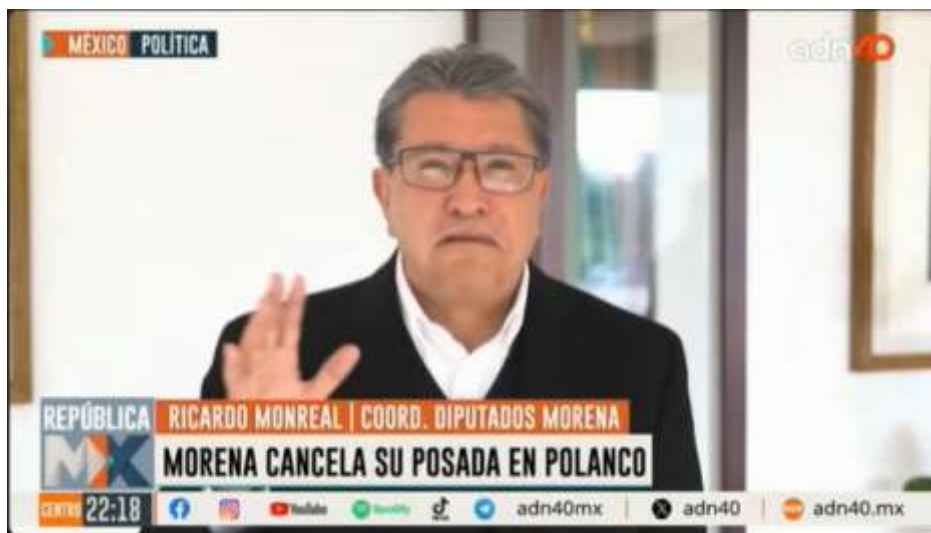 MÉXICO POLÍTICA
adn40
REPÚBLICA
MX
RICARDO MONREAL | COORD. DIPUTADOS MORENA
MORENA CANCELA SU POSADA EN POLANCO
CENTRO 22:18
YouTube
Spotify
adn40mx | adn40 | adn40.mx